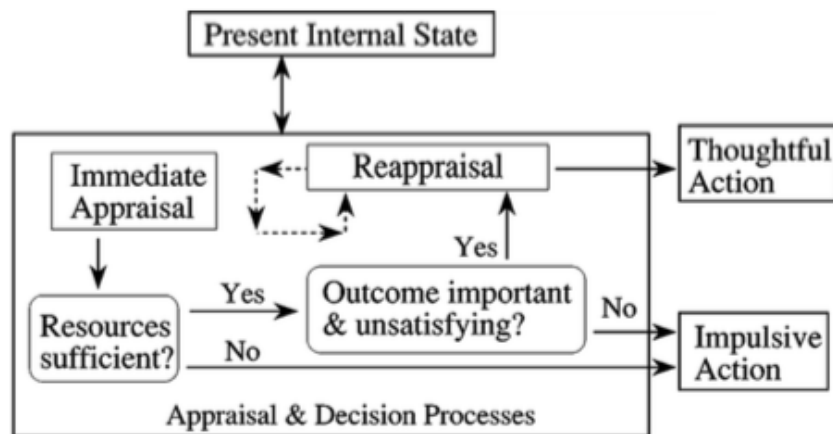 Present Internal State
Immediate
Appraisal
Reappraisal
Thoughtful
Action
Yes
Resources
sufficient?
Yes
No
Outcome important
& unsatisfying?
No
Impulsive
Action
Appraisal & Decision Processes